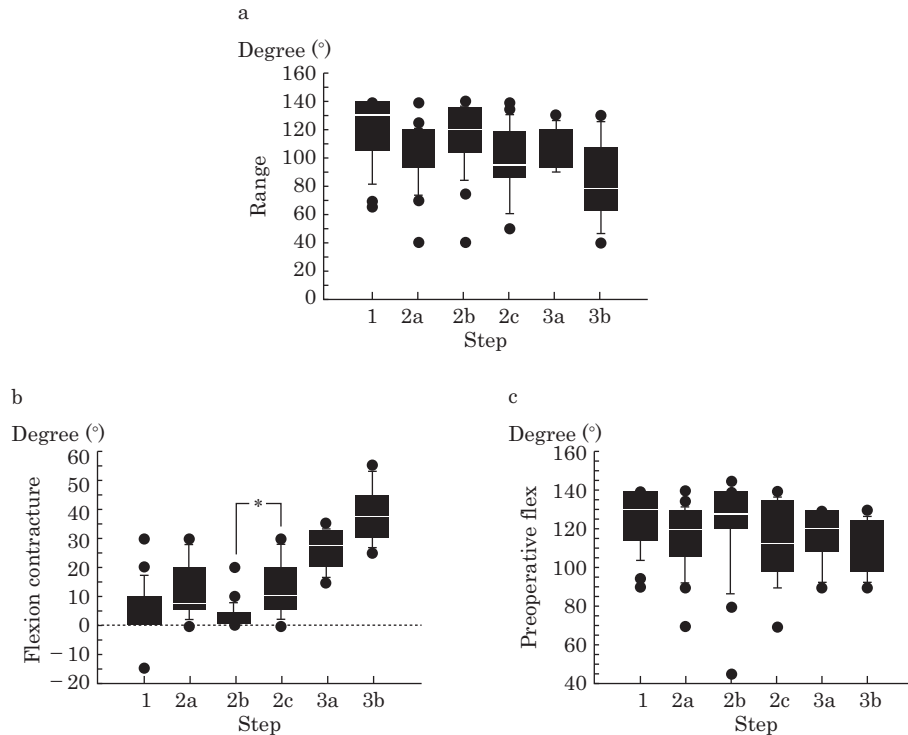 a
Degree (°)
160
140
120
100
80
60
40
20
0
Range
1 2a 2b 2c 3a 3b
Step
b
Degree (°)
60
50
40
30
20
10
0
− 10
− 20
Flexion contracture
*
1 2a 2b 2c 3a 3b
Step
c
Degree (°)
160
140
120
100
80
60
40
Preoperative flex
1 2a 2b 2c 3a 3b
Step